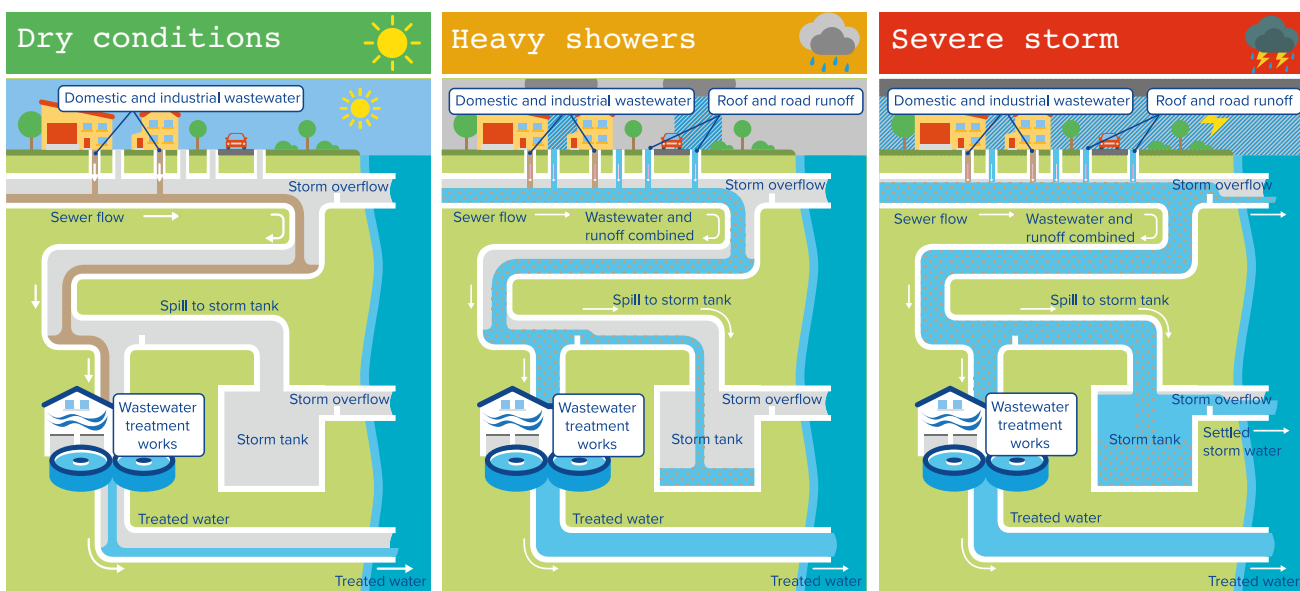 Dry conditions
Domestic and industrial wastewater
Storm overflow
Sewer flow
Spill to storm tank
Storm overflow
Wastewater
treatment
works
Storm tank
Treated water
Treated water
Heavy showers
Domestic and industrial wastewater
Roof and road runoff
Storm overflow
Sewer flow
Wastewater and
runoff combined
Spill to storm tank
Storm overflow
Wastewater
treatment
works
Storm tank
Treated water
Treated water
Severe storm
Domestic and industrial wastewater
Roof and road runoff
Storm overflow
Sewer flow
Wastewater and
runoff combined
Spill to storm tank
Storm overflow
Wastewater
treatment
works
Storm tank
Settled
storm water
Treated water
Treated water